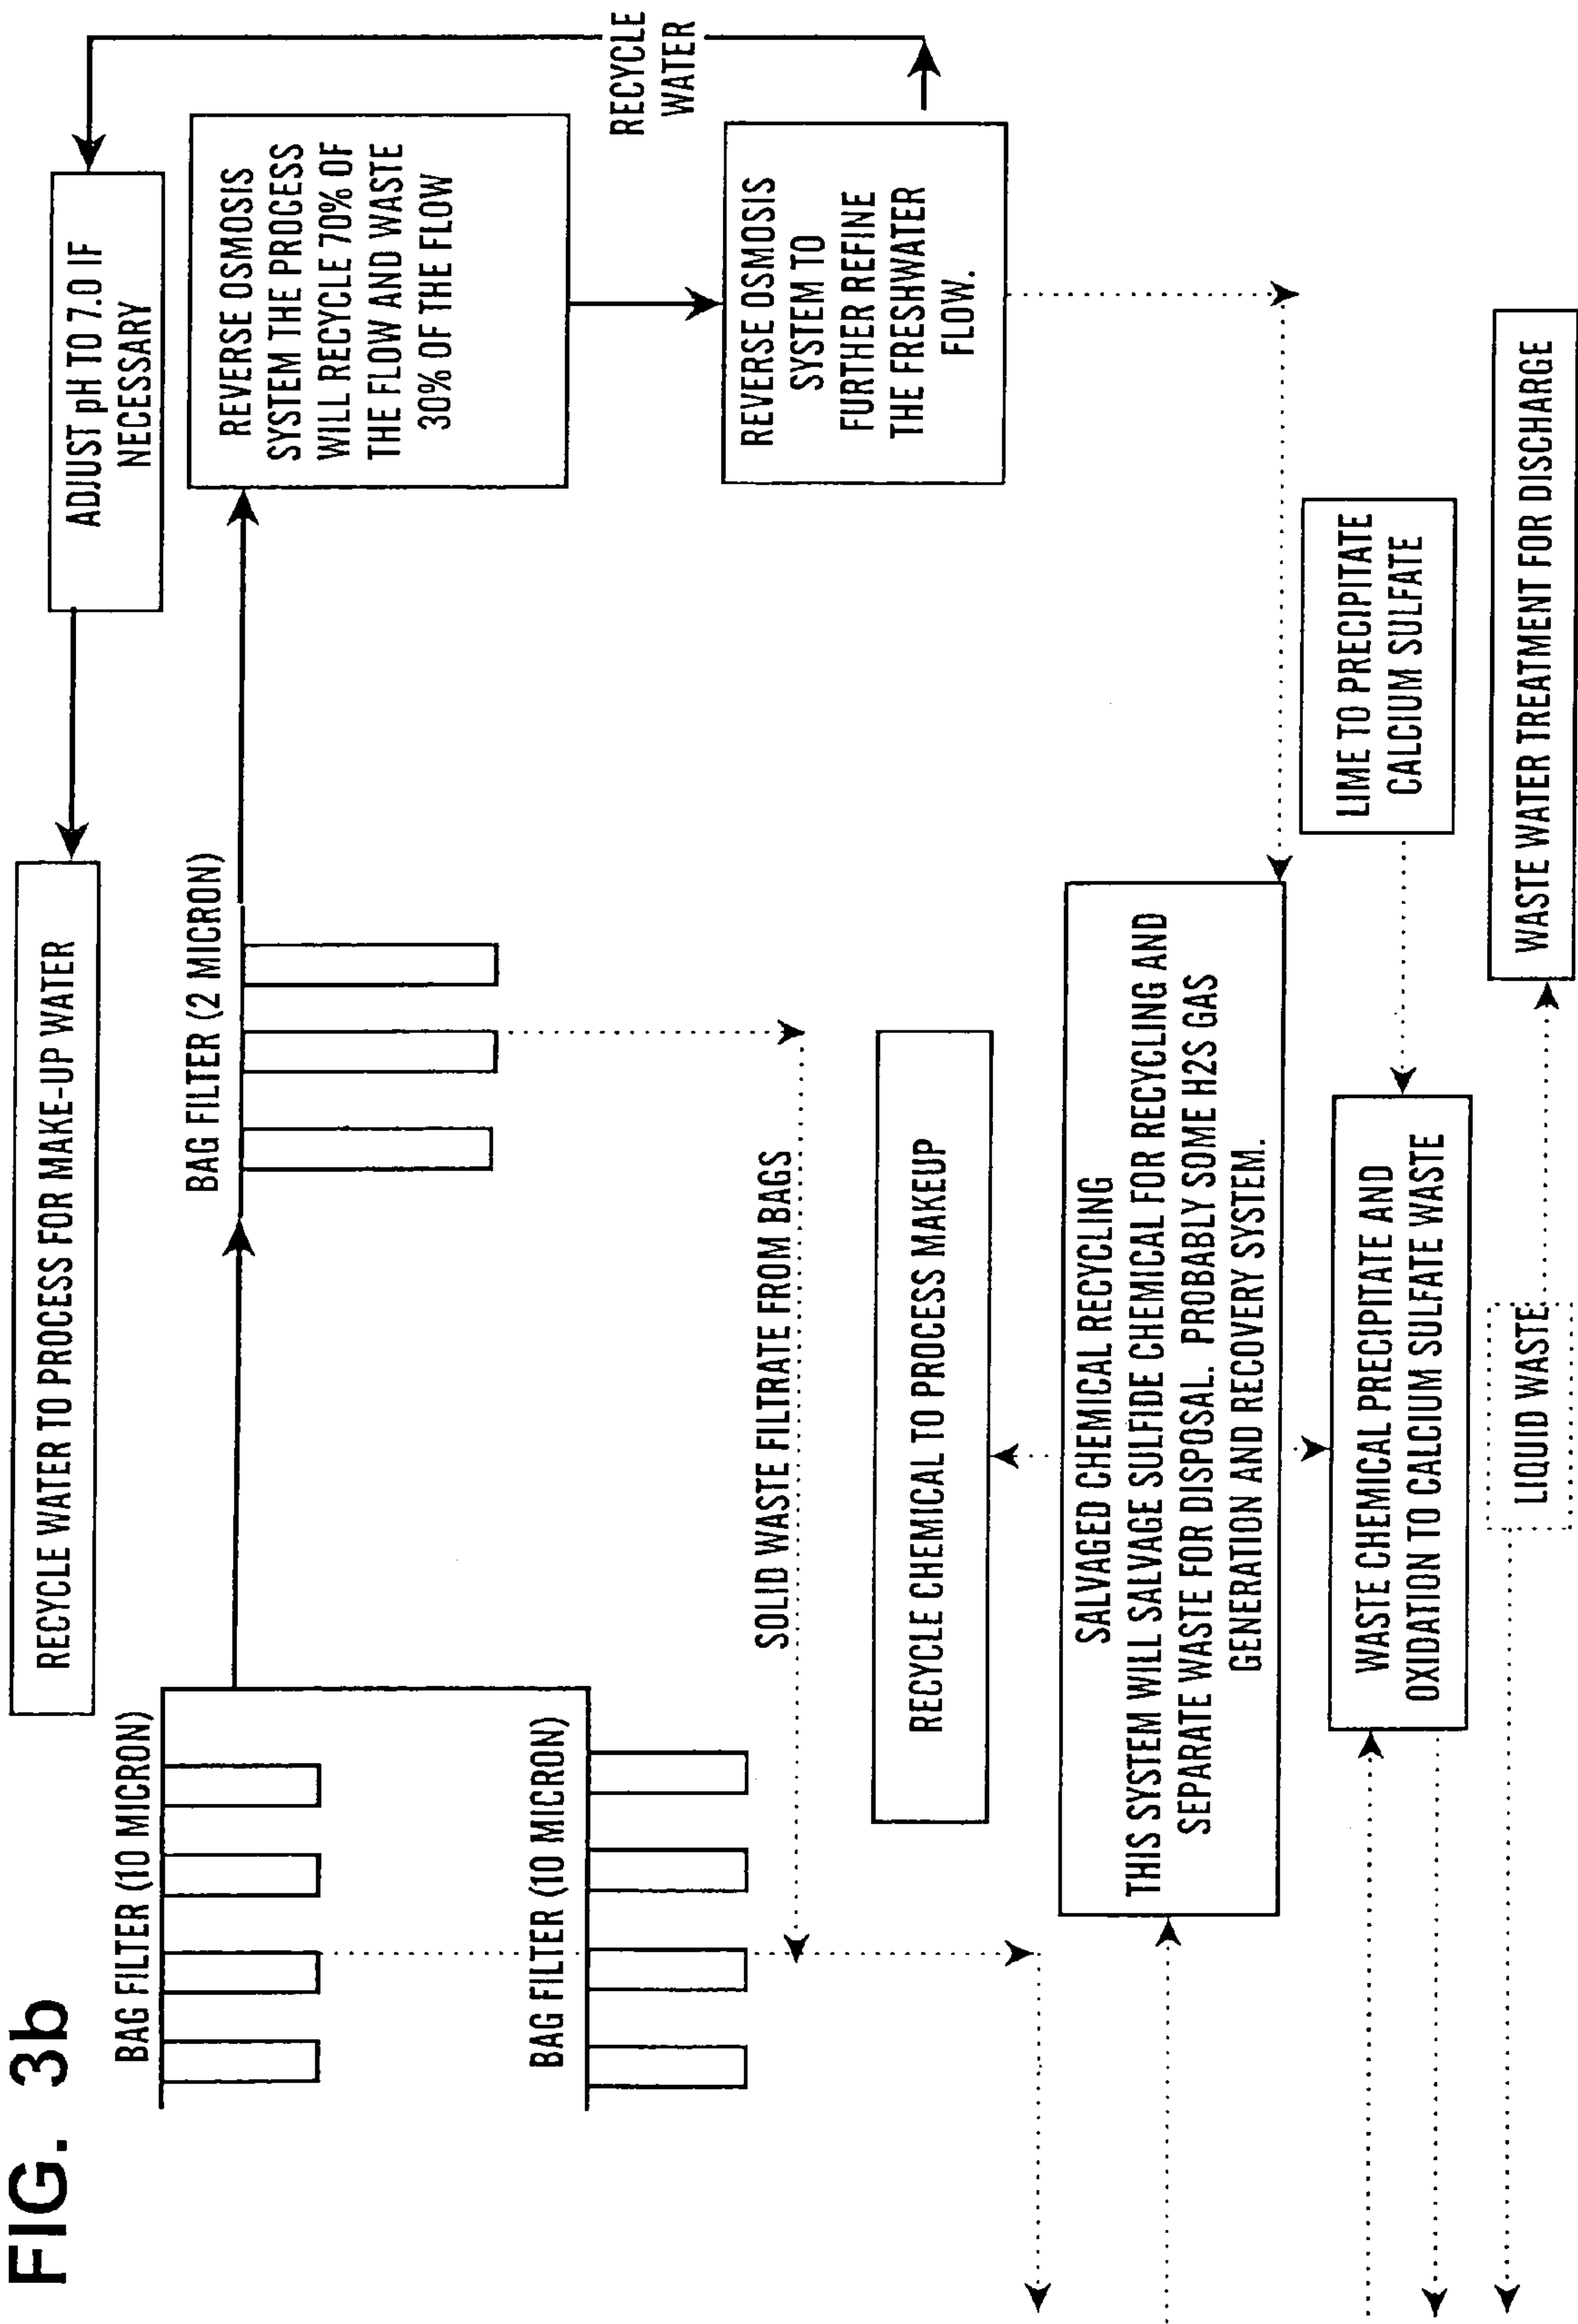 FIG. 3b
RECYCLE WATER TO PROCESS FOR MAKE-UP WATER
ADJUST pH TO 7.0 IF
NECESSARY
BAG FILTER (10 MICRON)
BAG FILTER (2 MICRON)
REVERSE OSMOSIS
SYSTEM THE PROCESS
WILL RECYCLE 70% OF
THE FLOW AND WASTE
30% OF THE FLOW
RECYCLE
WATER
BAG FILTER (10 MICRON)
SOLID WASTE FILTRATE FROM BAGS
REVERSE OSMOSIS
SYSTEM TO
FURTHER REFINE
THE FRESHWATER
FLOW.
RECYCLE CHEMICAL TO PROCESS MAKEUP
SALVAGED CHEMICAL RECYCLING
THIS SYSTEM WILL SALVAGE SULFIDE CHEMICAL FOR RECYCLING AND
SEPARATE WASTE FOR DISPOSAL. PROBABLY SOME H2S GAS
GENERATION AND RECOVERY SYSTEM.
LIME TO PRECIPITATE
CALCIUM SULFATE
WASTE CHEMICAL PRECIPITATE AND
OXIDATION TO CALCIUM SULFATE WASTE
LIQUID WASTE
WASTE WATER TREATMENT FOR DISCHARGE